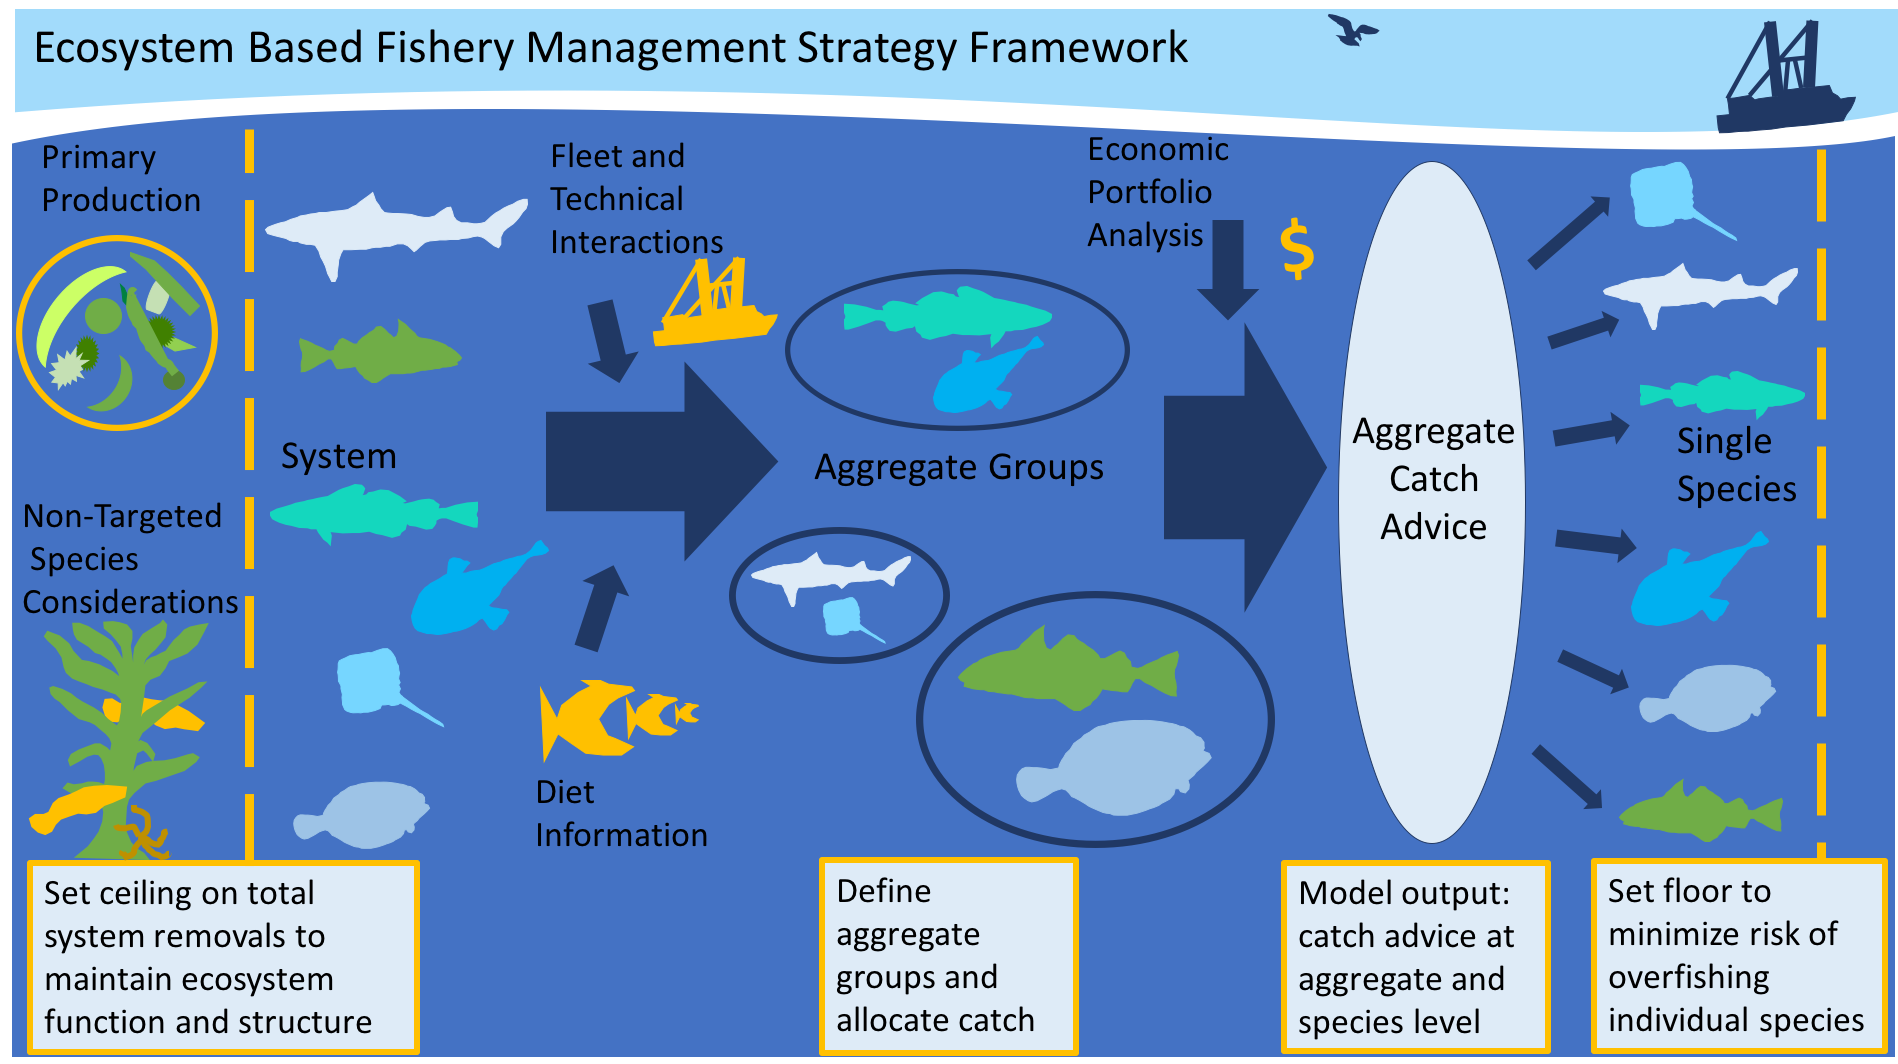 Ecosystem Based Fishery Management Strategy Framework
Primary
Production
Non-Targeted
Species
Considerations
System
Fleet and
Technical
Interactions
Diet
Information
Aggregate Groups
Economic
Portfolio
Analysis
$
Aggregate
Catch
Advice
Single
Species
Set ceiling on total
system removals to
maintain ecosystem
function and structure
Define
aggregate
groups and
allocate catch
Model output:
catch advice at
aggregate and
species level
Set floor to
minimize risk of
overfishing
individual species